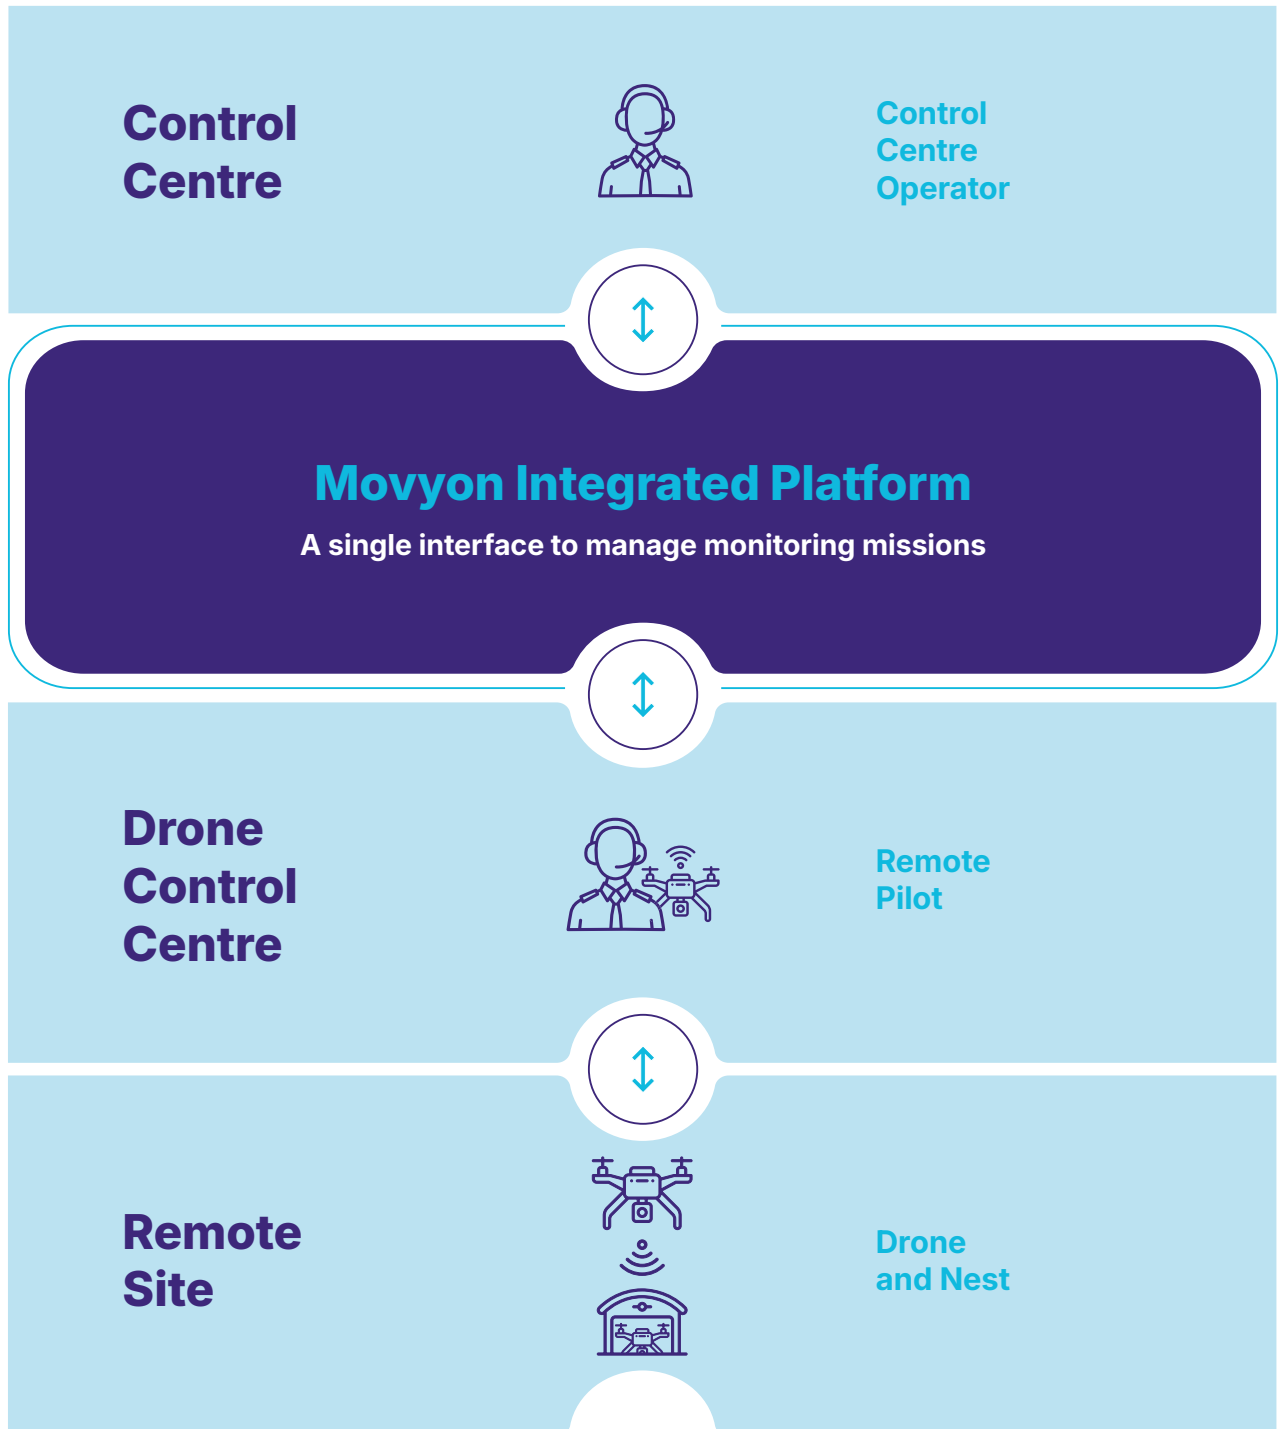 Control
Centre
Control
Centre
Operator
Movyon Integrated Platform
A single interface to manage monitoring missions
Drone
Control
Centre
Remote
Pilot
Remote
Site
Drone
and Nest